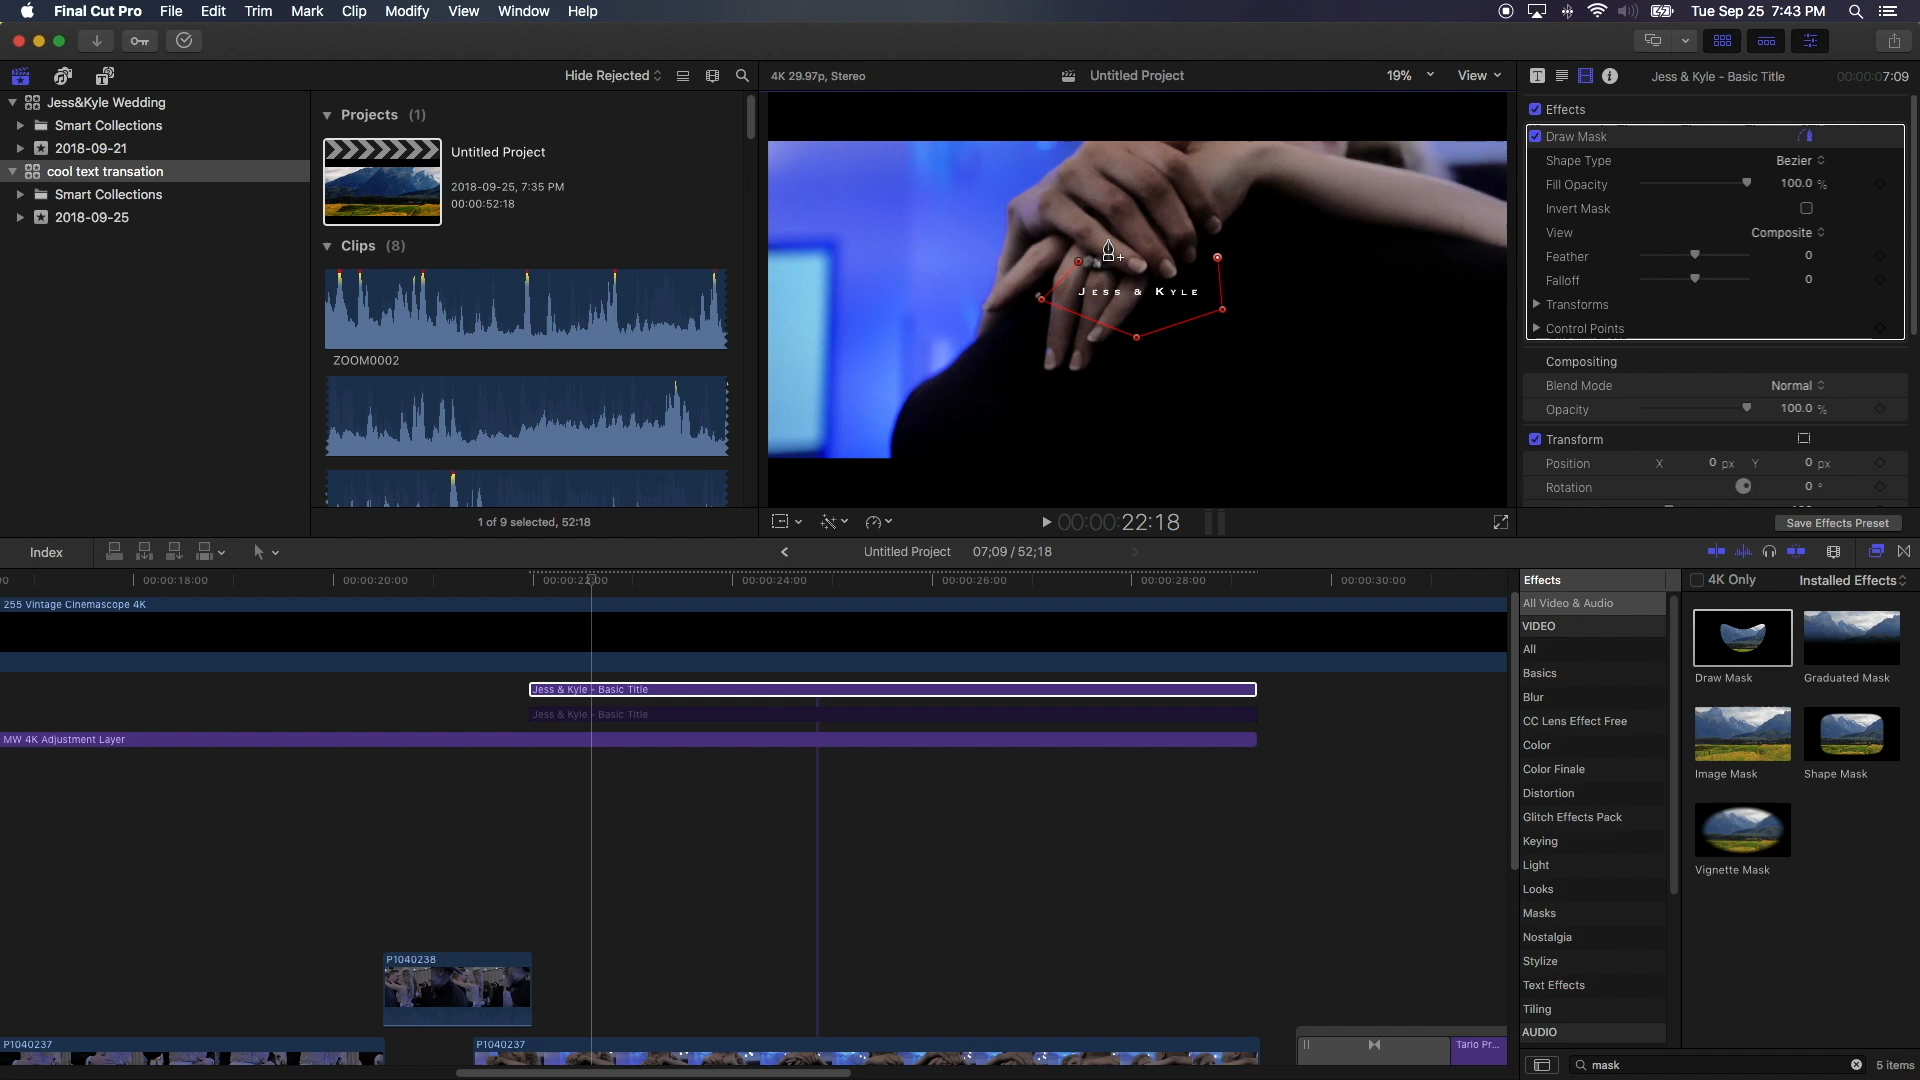 Final Cut Pro File Edit Trim Mark Clip Modify View Window Help Tue Sep 25 7:43 PM
Hide Rejected 4K 29.97p, Stereo Untitled Project 19% View Jess & Kyle - Basic Title 00:00:07:09
Jess&Kyle Wedding
Smart Collections
2018-09-21
cool text transation
Smart Collections
2018-09-25
Projects (1)
Untitled Project
2018-09-25, 7:35 PM
00:00:52:18
Clips (8)
ZOOM0002
1 of 9 selected, 52:18
Jess & Kyle
00:00:22:18
Effects
Draw Mask
Shape Type Bezier
Fill Opacity 100.0 %
Invert Mask
View Composite
Feather 0
Falloff 0
Transforms
Control Points
Compositing
Blend Mode Normal
Opacity 100.0 %
Transform
Position X 0 px Y 0 px
Rotation 0 °
Save Effects Preset
Index Untitled Project 07;09 / 52;18
00:00:18:00 00:00:20:00 00:00:22:00 00:00:24:00 00:00:26:00 00:00:28:00 00:00:30:00
255 Vintage Cinemascope 4K
Jess & Kyle - Basic Title
Jess & Kyle - Basic Title
MW 4K Adjustment Layer
P1040238
P1040237
P1040237
Tario Pr...
Effects 4K Only Installed Effects
All Video & Audio
VIDEO
All
Basics
Blur
CC Lens Effect Free
Color
Color Finale
Distortion
Glitch Effects Pack
Keying
Light
Looks
Masks
Nostalgia
Stylize
Text Effects
Tiling
AUDIO
Draw Mask
Graduated Mask
Image Mask
Shape Mask
Vignette Mask
mask 5 items